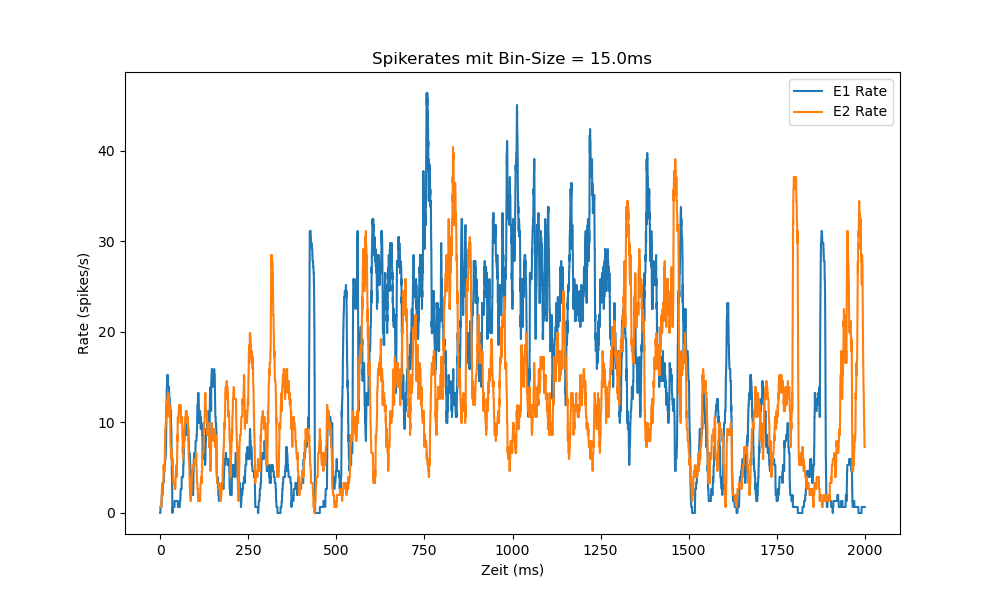 Spikerates mit Bin-Size = 15.0ms
E1 Rate
E2 Rate
Rate (spikes/s)
40
30
20
10
0
0 250 500 750 1000 1250 1500 1750 2000
Zeit (ms)